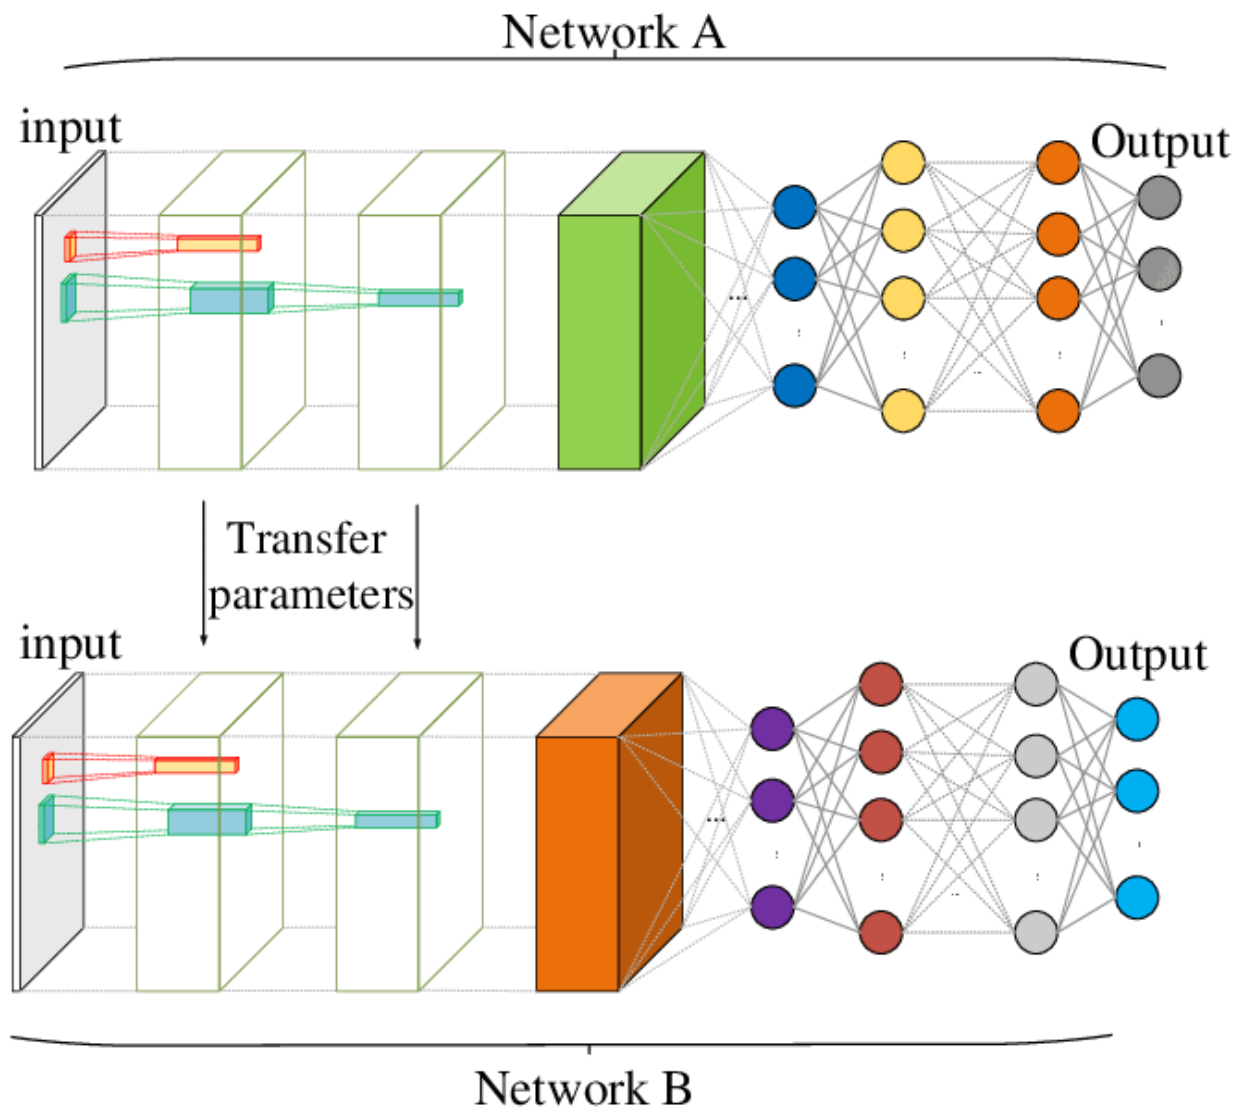 Network A
input
Output
...
Transfer
parameters
input
Output
...
Network B